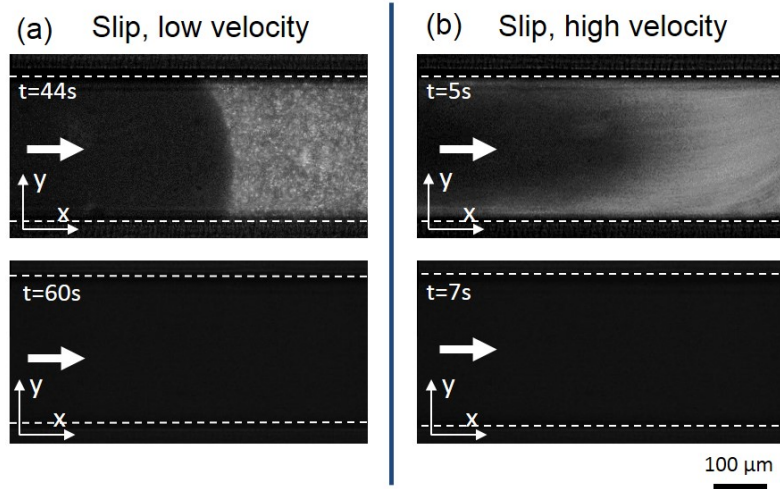 (a) Slip, low velocity
t=44s
y
x
t=60s
y
x
(b) Slip, high velocity
t=5s
y
x
t=7s
y
x
100 µm